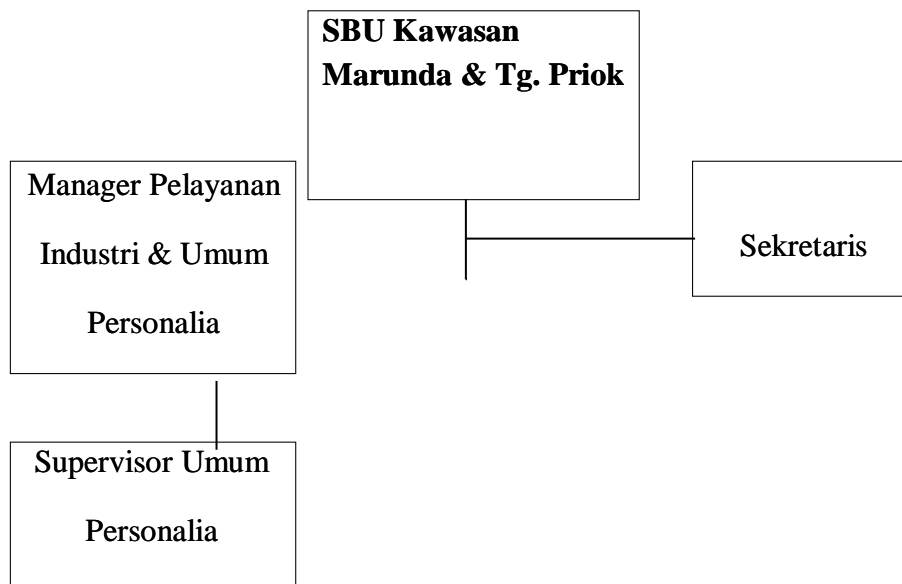 SBU Kawasan
Marunda & Tg. Priok
Manager Pelayanan
Industri & Umum
Personalia
Sekretaris
Supervisor Umum
Personalia